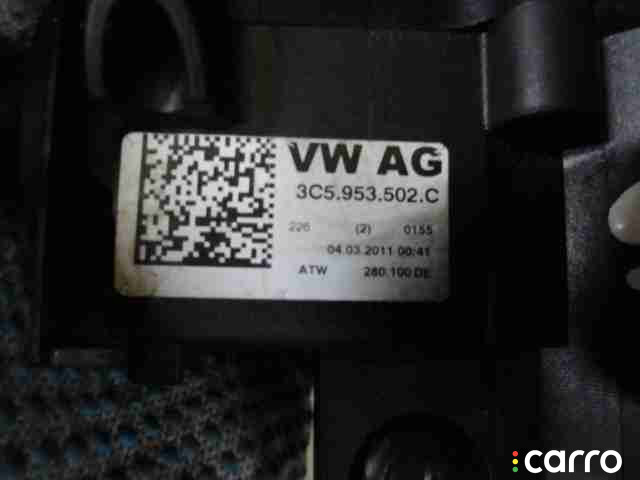 VW AG
3C5.953.502.C
226 (2) 0155
04.03.2011 00:41
ATW 280.100 DE
carro